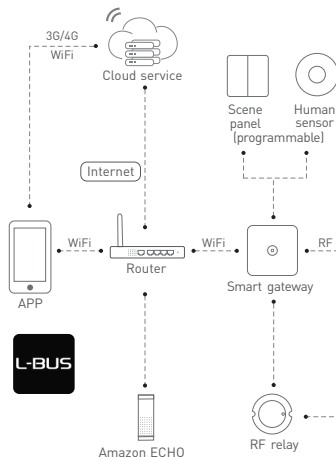 3G/4G
WiFi
Cloud service
Scene
panel
Human
sensor
(programmable)
Internet
WiFi
WiFi
RF
Router
Smart gateway
APP
L-BUS
Amazon ECHO
RF relay